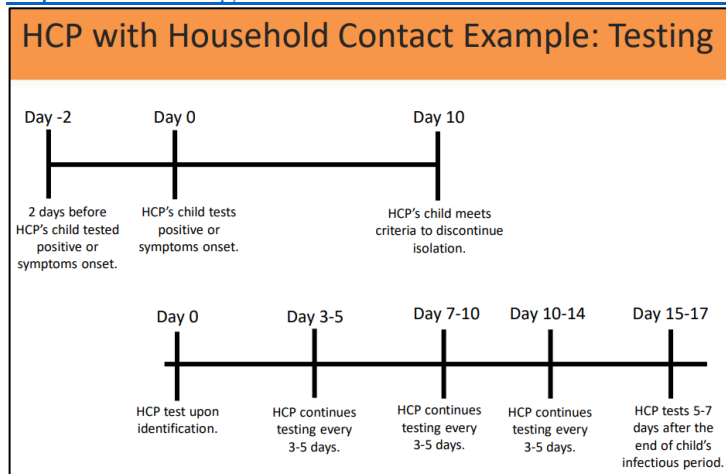 HCP with Household Contact Example: Testing
Day -2
Day 0
Day 10
2 days before
HCP's child tested
positive or
symptoms onset.
HCP's child tests
positive or
symptoms onset.
HCP's child meets
criteria to discontinue
isolation.
Day 0
Day 3-5
Day 7-10
Day 10-14
Day 15-17
HCP test upon
identification.
HCP continues
testing every
3-5 days.
HCP continues
testing every
3-5 days.
HCP continues
testing every
3-5 days.
HCP tests 5-7
days after the
end of child's
infectious period.